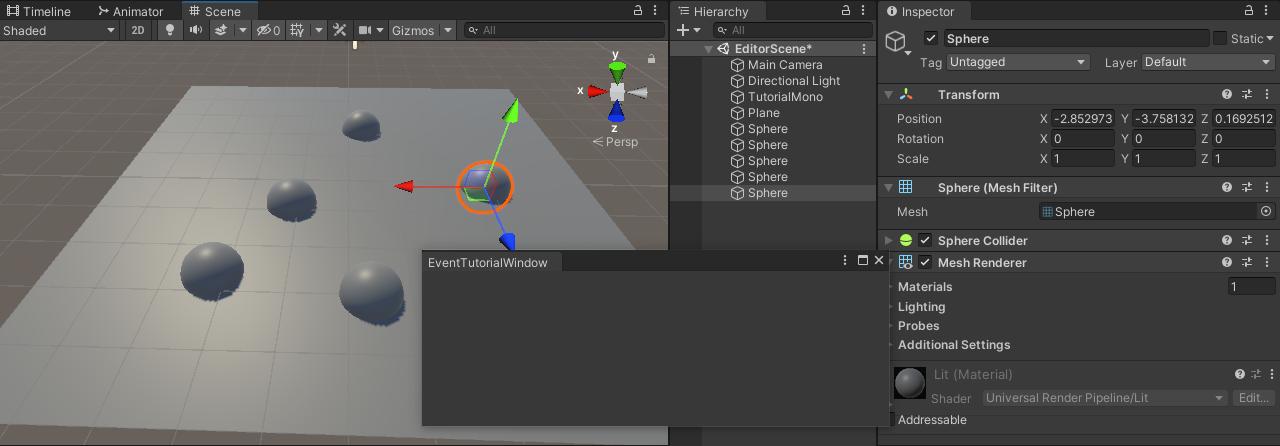 Timeline
Animator
Scene
Shaded
2D
0
Gizmos
All
y
x
z
Persp
Hierarchy
All
EditorScene*
Main Camera
Directional Light
TutorialMono
Plane
Sphere
Sphere
Sphere
Sphere
Sphere
EventTutorialWindow
Inspector
Sphere
Static
Tag Untagged
Layer Default
Transform
Position X -2.852973 Y -3.758132 Z 0.1692512
Rotation X 0 Y 0 Z 0
Scale X 1 Y 1 Z 1
Sphere (Mesh Filter)
Mesh Sphere
Sphere Collider
Mesh Renderer
Materials 1
Lighting
Probes
Additional Settings
Lit (Material)
Shader Universal Render Pipeline/Lit Edit...
Addressable